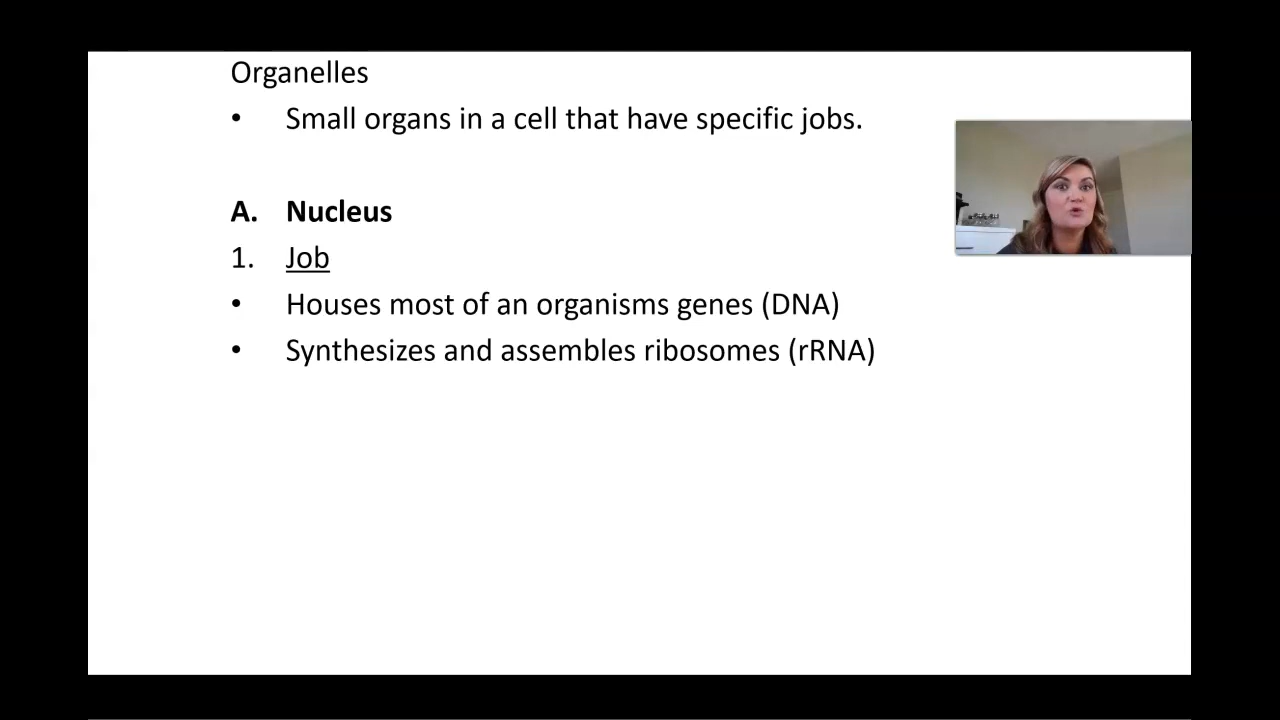 Organelles
• Small organs in a cell that have specific jobs.
A. Nucleus
1. Job
• Houses most of an organisms genes (DNA)
• Synthesizes and assembles ribosomes (rRNA)